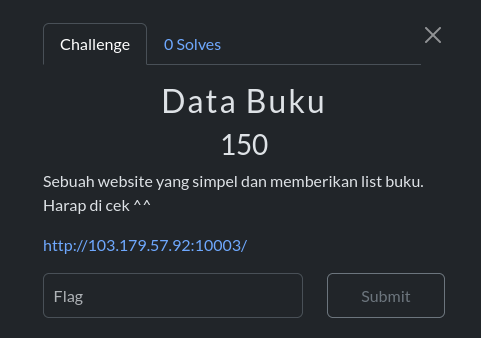 Challenge
0 Solves
Data Buku
150
Sebuah website yang simpel dan memberikan list buku.
Harap di cek ^^
http://103.179.57.92:10003/
Flag
Submit